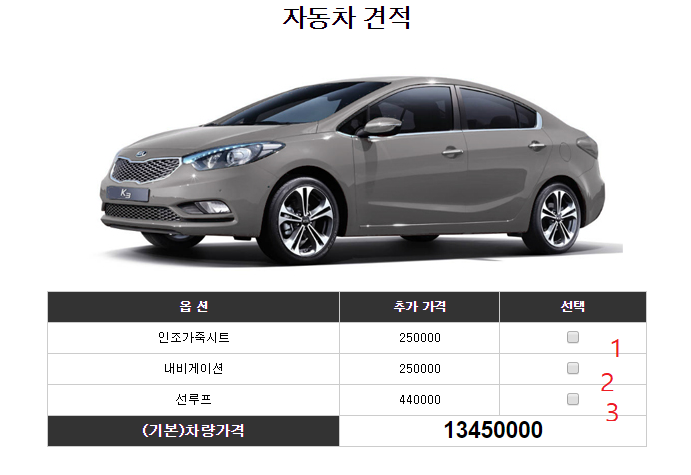 자동차 견적
K3
옵 션 추가 가격 선택
인조가죽시트 250000 1
내비게이션 250000 2
선루프 440000 3
(기본)차량가격 13450000